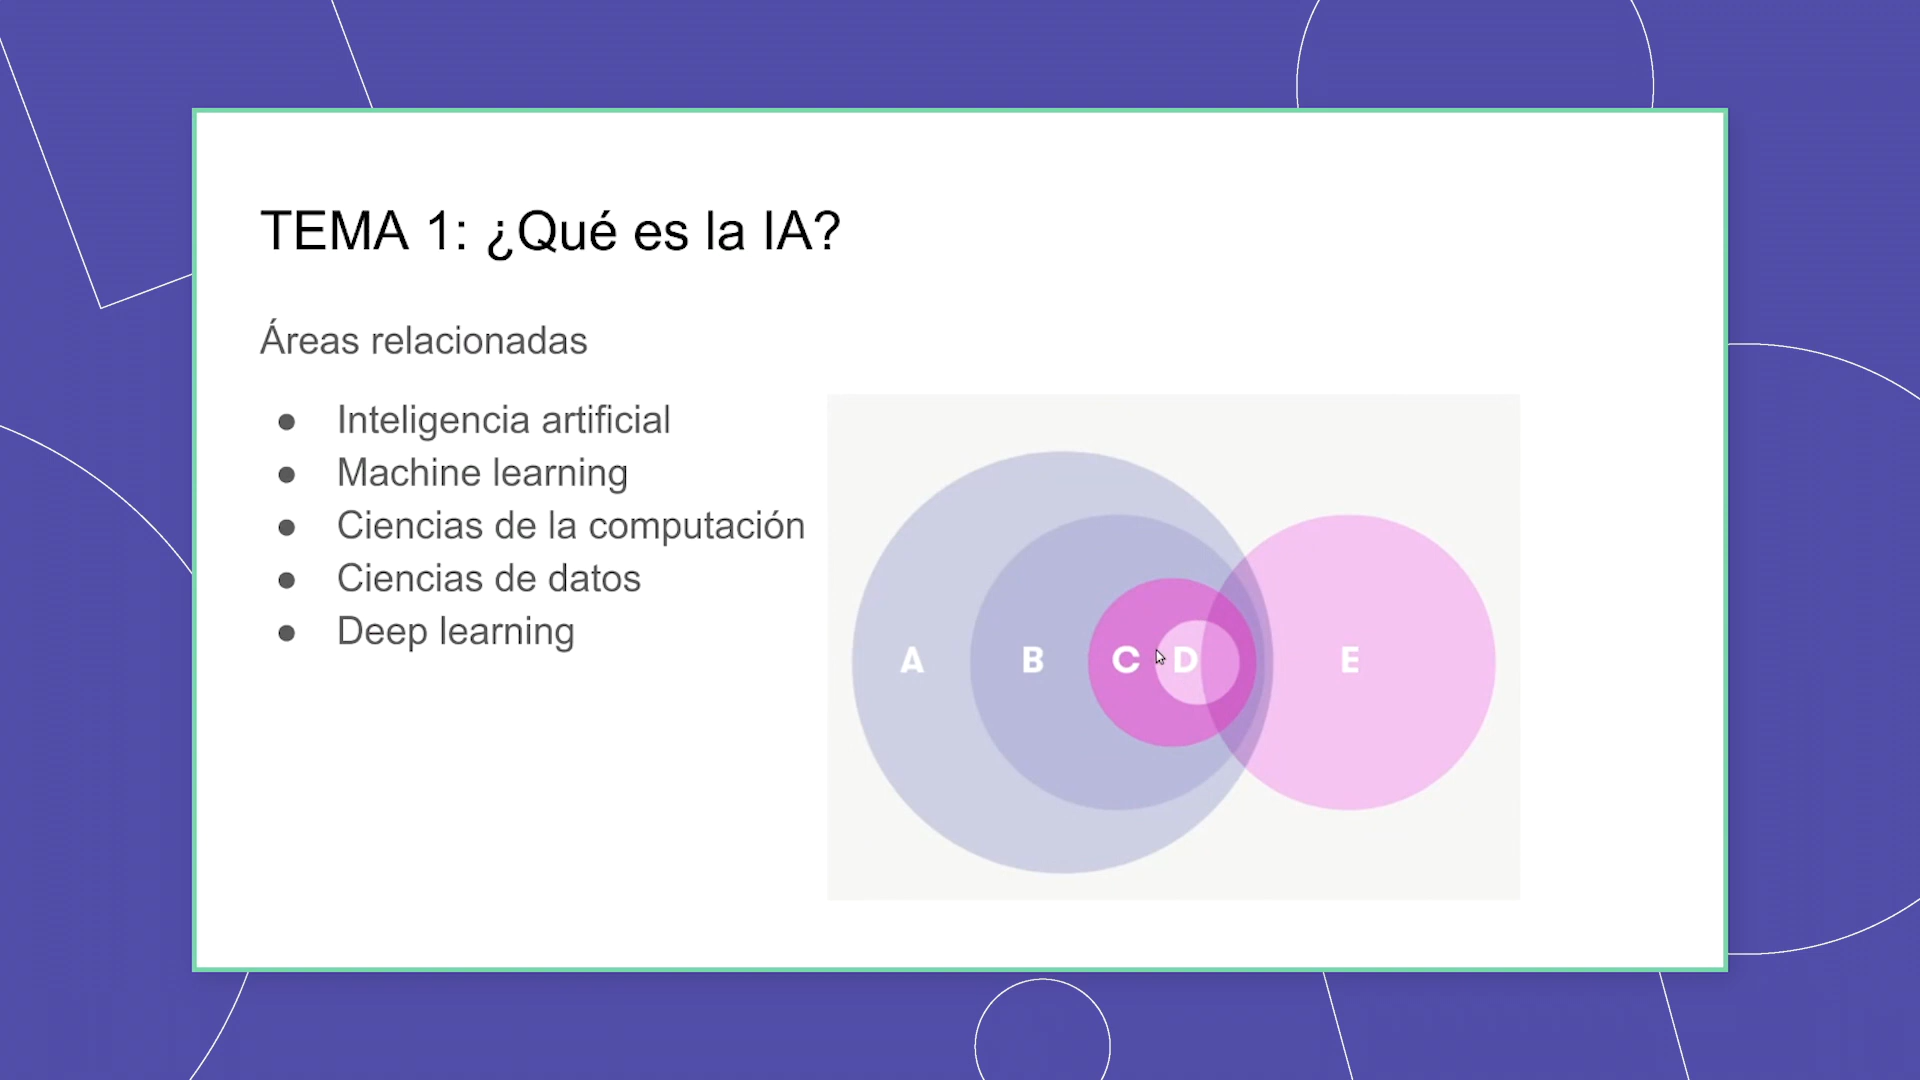 TEMA 1: ¿Qué es la IA?
Áreas relacionadas
● Inteligencia artificial
● Machine learning
● Ciencias de la computación
● Ciencias de datos
● Deep learning
A B C D E